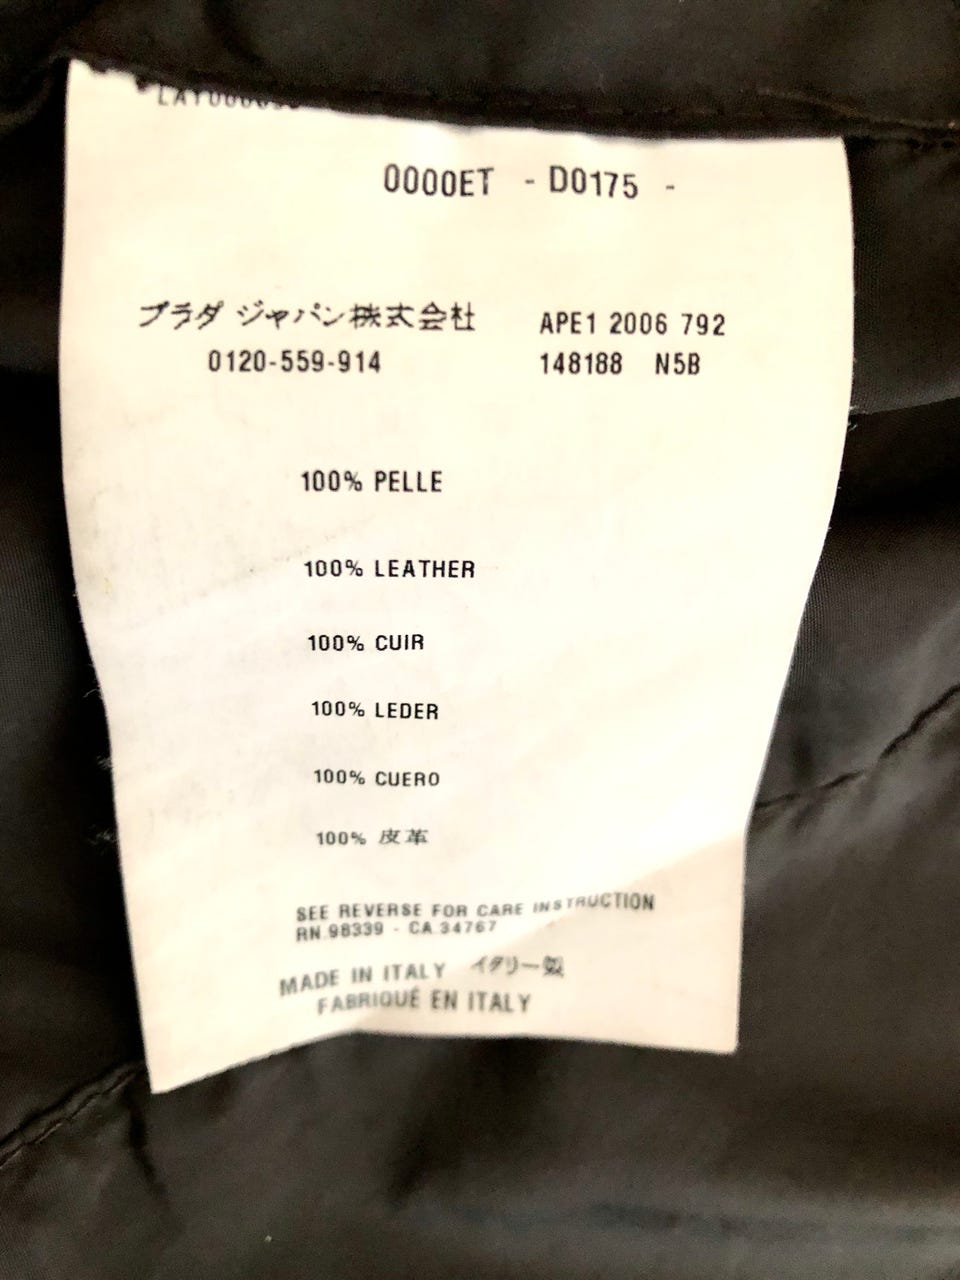 0000ET - D0175 -
プラダ ジャパン株式会社
0120-559-914
APE1 2006 792
148188 N5B
100% PELLE
100% LEATHER
100% CUIR
100% LEDER
100% CUERO
100% 皮革
SEE REVERSE FOR CARE INSTRUCTION
RN.98339 - CA.34767
MADE IN ITALY イタリー製
FABRIQUÉ EN ITALY